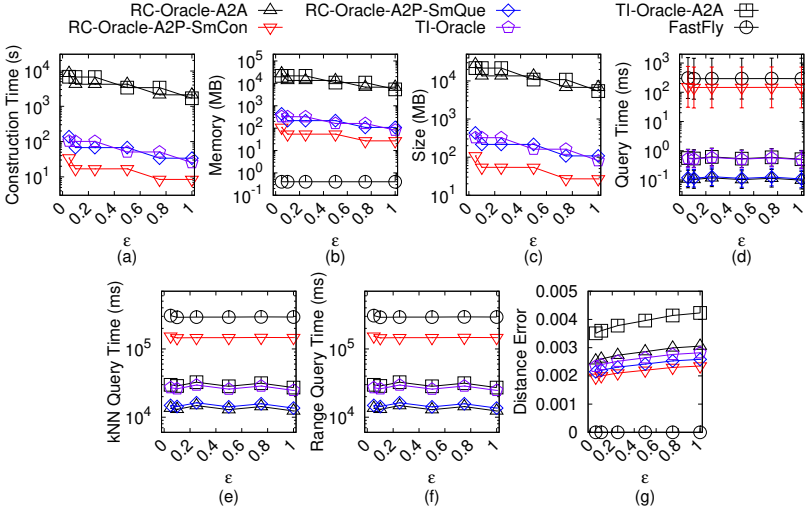 RC-Oracle-A2A
RC-Oracle-A2P-SmQue
TI-Oracle-A2A
RC-Oracle-A2P-SmCon
TI-Oracle
FastFly
Construction Time (s)
10^4
10^3
10^2
10^1
0
0.2
0.4
0.6
0.8
1
ε
(a)
Memory (MB)
10^5
10^4
10^3
10^2
10^1
10^0
10^-1
0
0.2
0.4
0.6
0.8
1
ε
(b)
Size (MB)
10^4
10^3
10^2
10^1
0
0.2
0.4
0.6
0.8
1
ε
(c)
Query Time (ms)
10^3
10^2
10^1
10^0
10^-1
0
0.2
0.4
0.6
0.8
1
ε
(d)
kNN Query Time (ms)
10^5
10^4
0
0.2
0.4
0.6
0.8
1
ε
(e)
Range Query Time (ms)
10^5
10^4
0
0.2
0.4
0.6
0.8
1
ε
(f)
Distance Error
0.005
0.004
0.003
0.002
0.001
0
0
0.2
0.4
0.6
0.8
1
ε
(g)